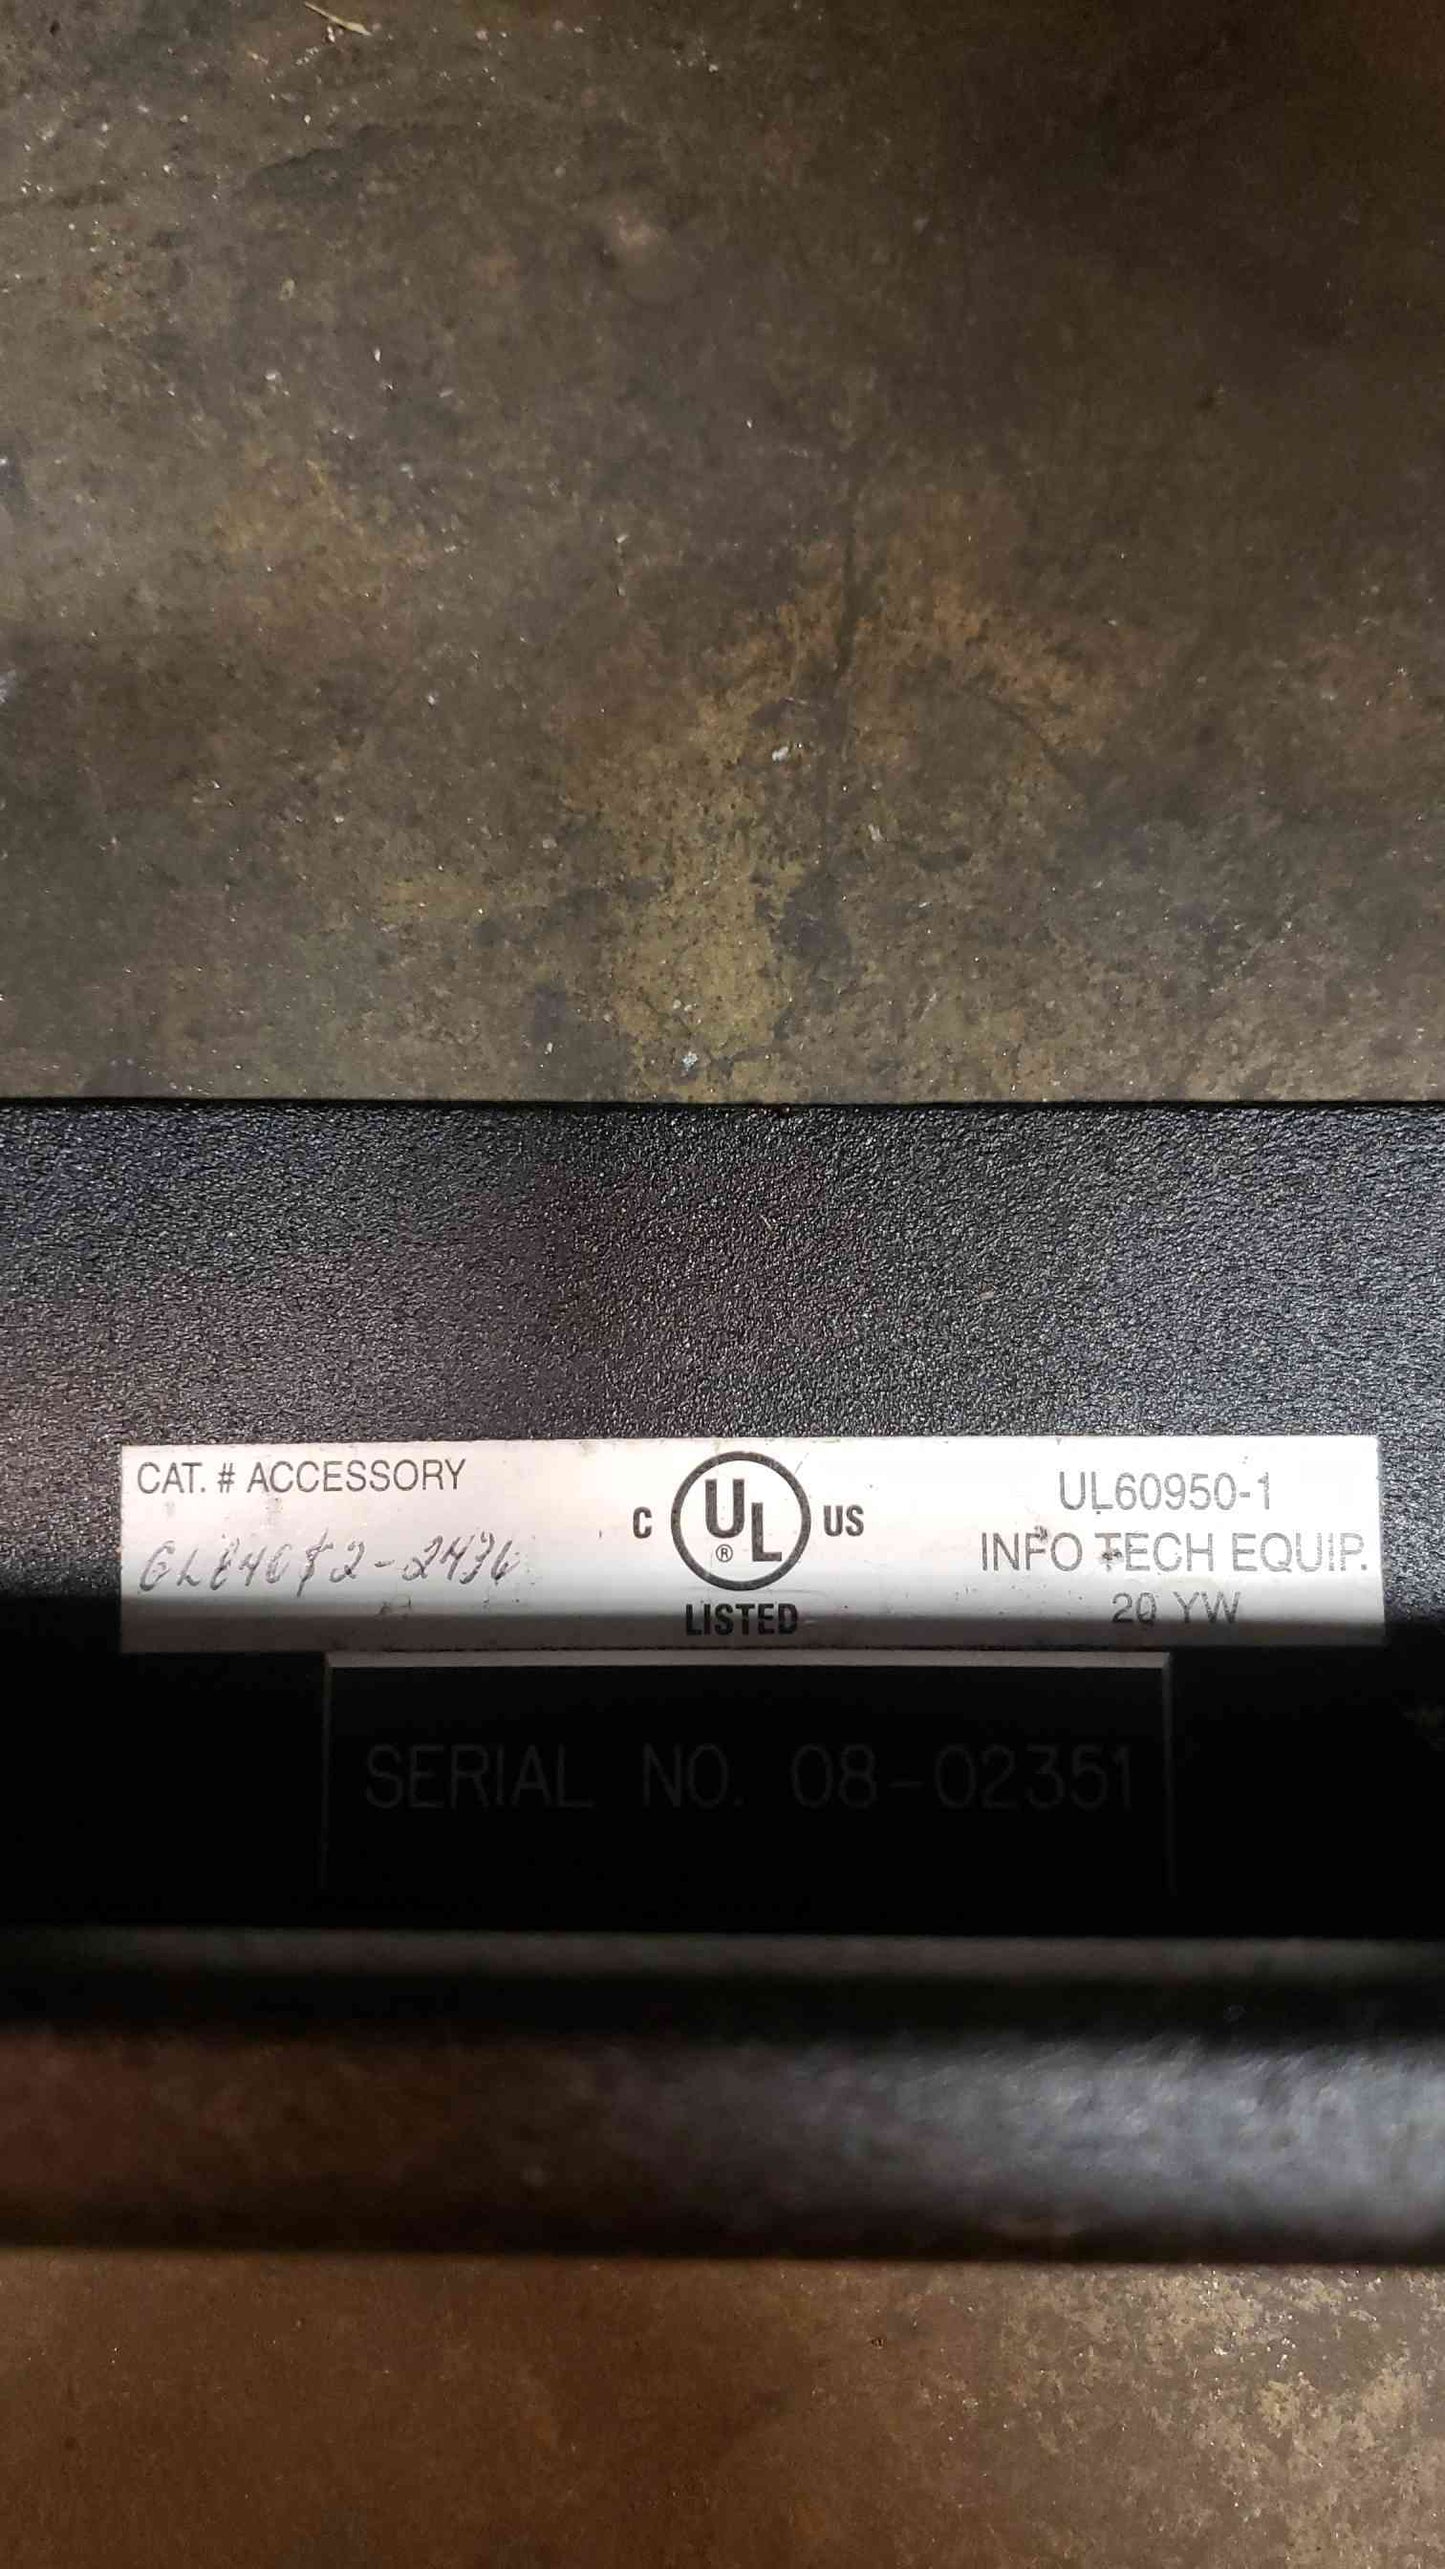 CAT. # ACCESSORY
C UL ® US
LISTED
UL60950-1
INFO TECH EQUIP.
20 YW
SERIAL NO. 08-02351